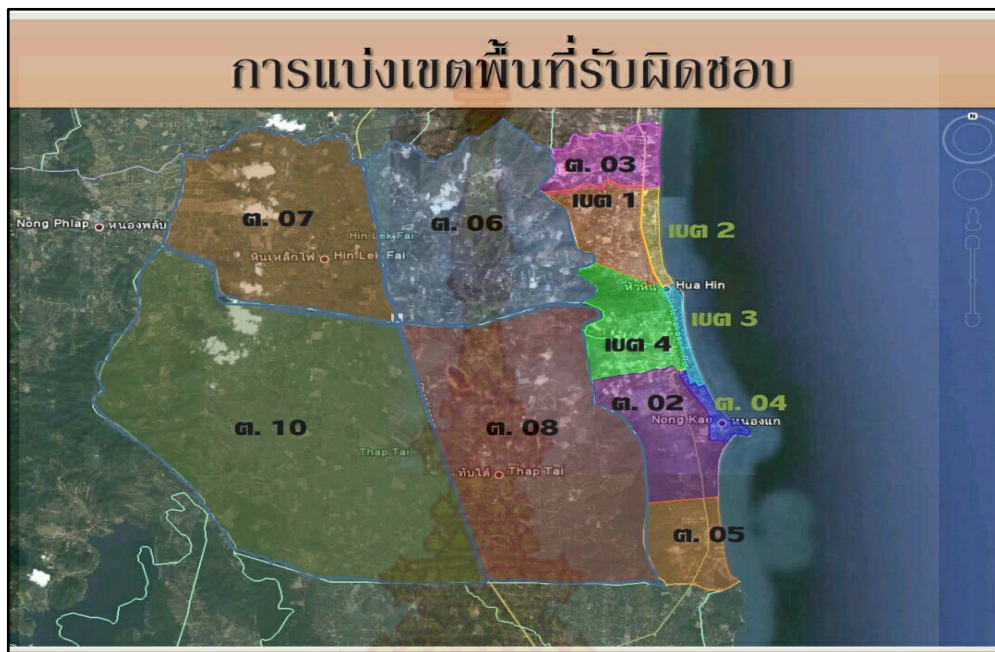 การแบ่งเขตพื้นที่รับผิดชอบ
N
ต. 03
เขต 1
ต. 07
ต. 06
เขต 2
Nong Phlap หนองพลับ
Hin Lek Fai
หินเหล็กไฟ Hin Lek Fai
หัวหิน Hua Hin
เขต 3
เขต 4
ต. 02
ต. 04
Nong Kae หนองแก
ต. 10
ต. 08
Thap Tai
ทับใต้ Thap Tai
ต. 05